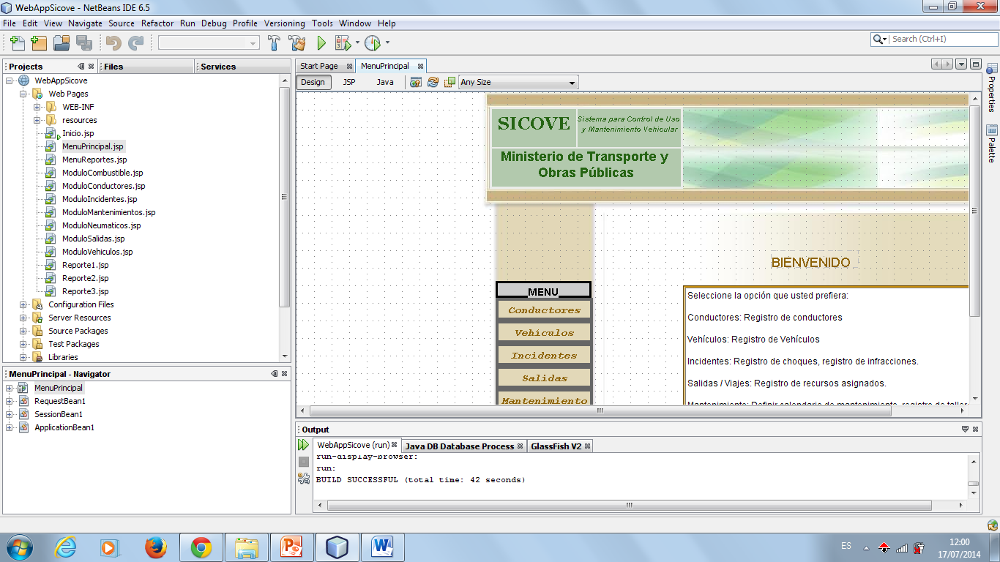 WebAppSicove - NetBeans IDE 6.5
File Edit View Navigate Source Refactor Run Debug Profile Versioning Tools Window Help
Search (Ctrl+I)
Projects
Files
Services
WebAppSicove
Web Pages
WEB-INF
resources
Inicio.jsp
MenuPrincipal.jsp
MenuReportes.jsp
ModuloCombustible.jsp
ModuloConductores.jsp
ModuloIncidentes.jsp
ModuloMantenimientos.jsp
ModuloNeumaticos.jsp
ModuloSalidas.jsp
ModuloVehiculos.jsp
Reporte1.jsp
Reporte2.jsp
Reporte3.jsp
Configuration Files
Server Resources
Source Packages
Test Packages
Libraries
MenuPrincipal - Navigator
MenuPrincipal
RequestBean1
SessionBean1
ApplicationBean1
Start Page
MenuPrincipal
Design JSP Java Any Size
SICOVE
Sistema para Control de Uso
y Mantenimiento Vehicular
Ministerio de Transporte y
Obras Públicas
MENU
Conductores
Vehículos
Incidentes
Salidas
Mantenimiento
BIENVENIDO
Seleccione la opción que usted prefiera:
Conductores: Registro de conductores
Vehículos: Registro de Vehículos
Incidentes: Registro de choques, registro de infracciones.
Salidas / Viajes: Registro de recursos asignados.
Mantenimiento: Definir calendario de mantenimiento, registro de taller
Properties
Palette
Output
WebAppSicove (run)
Java DB Database Process
GlassFish V2
run-display-browser:
run:
BUILD SUCCESSFUL (total time: 42 seconds)
ES
12:00
17/07/2014